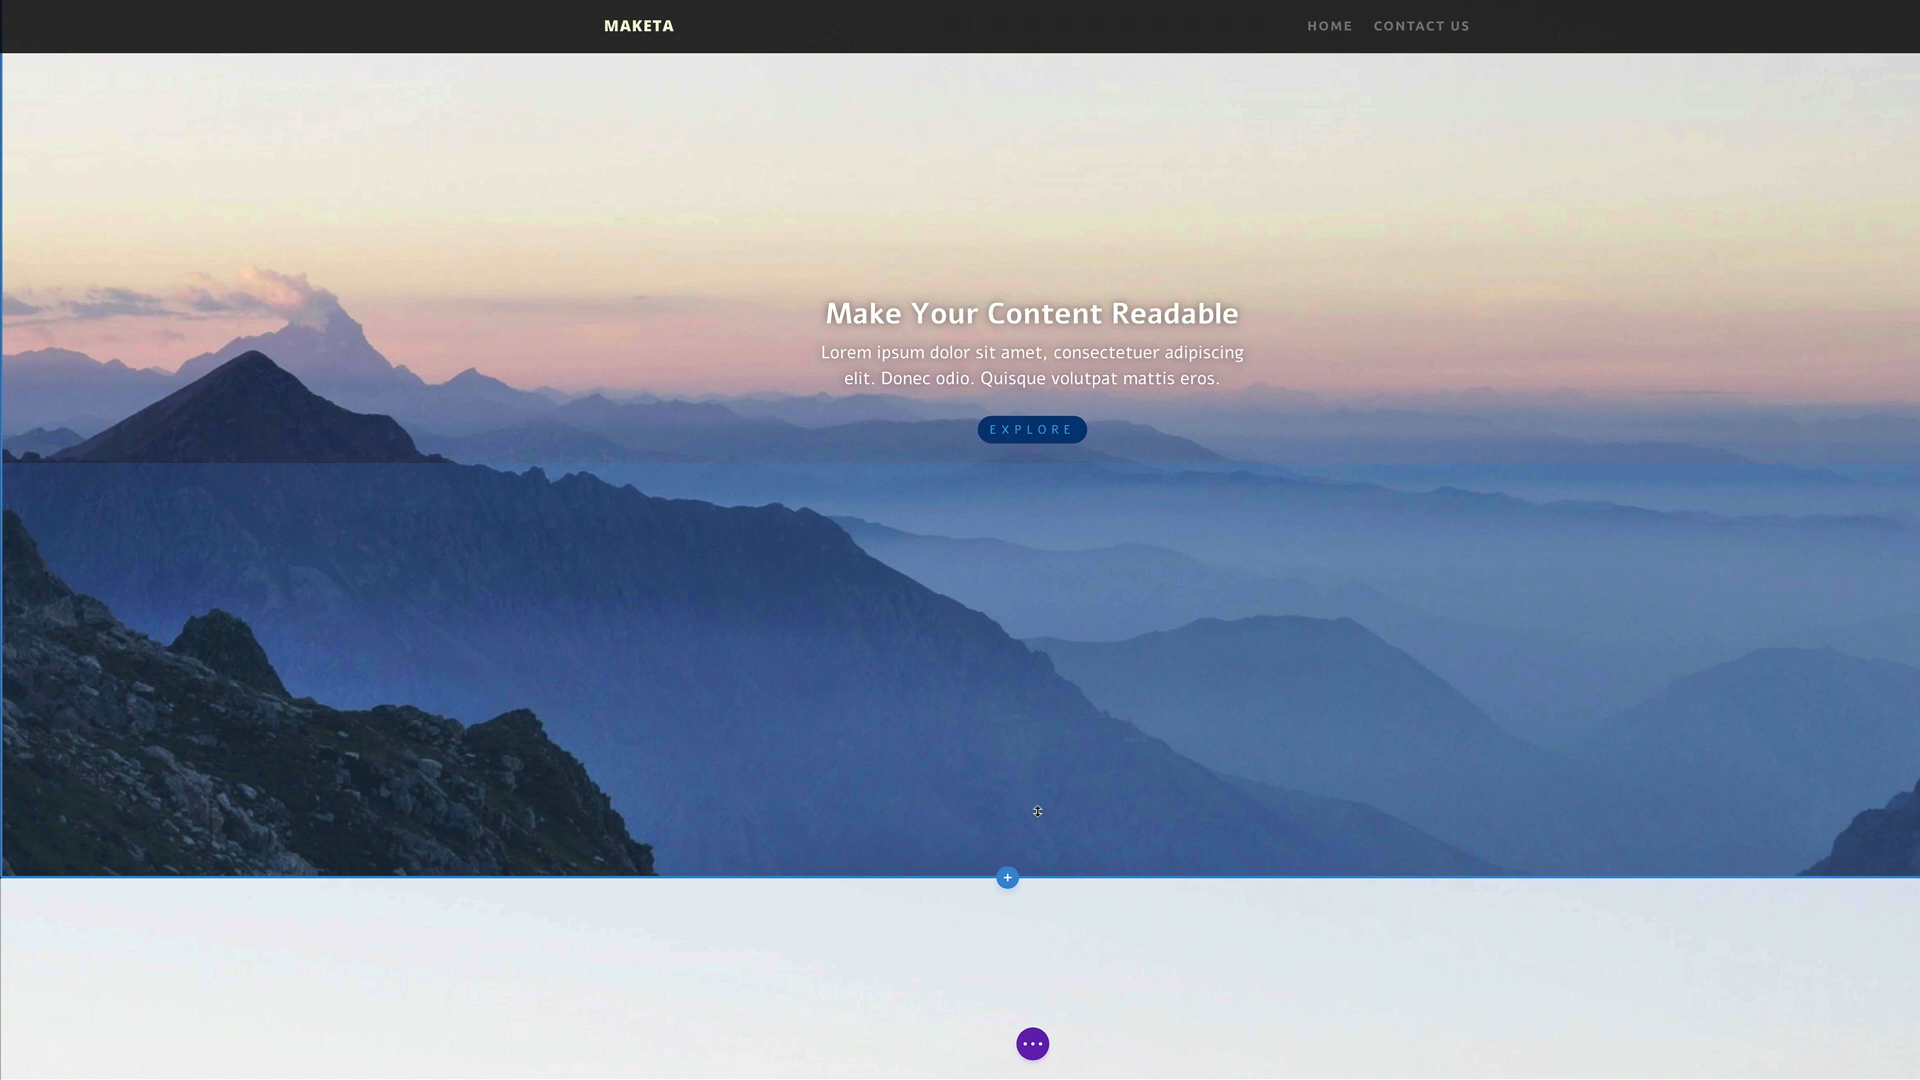 MAKETA
HOME CONTACT US
Make Your Content Readable
Lorem ipsum dolor sit amet, consectetuer adipiscing
elit. Donec odio. Quisque volutpat mattis eros.
EXPLORE